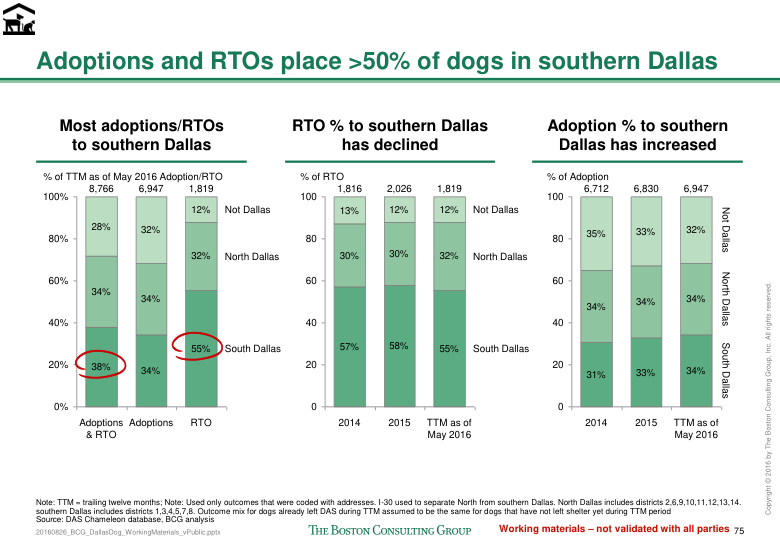 Adoptions and RTOs place >50% of dogs in southern Dallas
Most adoptions/RTOs
to southern Dallas
% of TTM as of May 2016 Adoption/RTO
8,766 6,947 1,819
100%
80%
60%
40%
20%
0%
28% 32% 12%
34% 34% 32%
38% 34% 55%
Not Dallas
North Dallas
South Dallas
Adoptions
& RTO
Adoptions
RTO
RTO % to southern Dallas
has declined
% of RTO
1,816 2,026 1,819
100
80
60
40
20
0
13% 12% 12%
30% 30% 32%
57% 58% 55%
Not Dallas
North Dallas
South Dallas
2014 2015 TTM as of
May 2016
Adoption % to southern
Dallas has increased
% of Adoption
6,712 6,830 6,947
100
80
60
40
20
0
35% 33% 32%
34% 34% 34%
31% 33% 34%
Not Dallas
North Dallas
South Dallas
2014 2015 TTM as of
May 2016
Note: TTM = trailing twelve months; Note: Used only outcomes that were coded with addresses. I-30 used to separate North from southern Dallas. North Dallas includes districts 2,6,9,10,11,12,13,14.
southern Dallas includes districts 1,3,4,5,7,8. Outcome mix for dogs already left DAS during TTM assumed to be the same for dogs that have not left shelter yet during TTM period
Source: DAS Chameleon database, BCG analysis
20160826_BCG_DallasDog_WorkingMaterials_vPublic.pptx
THE BOSTON CONSULTING GROUP
Working materials – not validated with all parties 75
Copyright © 2016 by The Boston Consulting Group, Inc. All rights reserved.